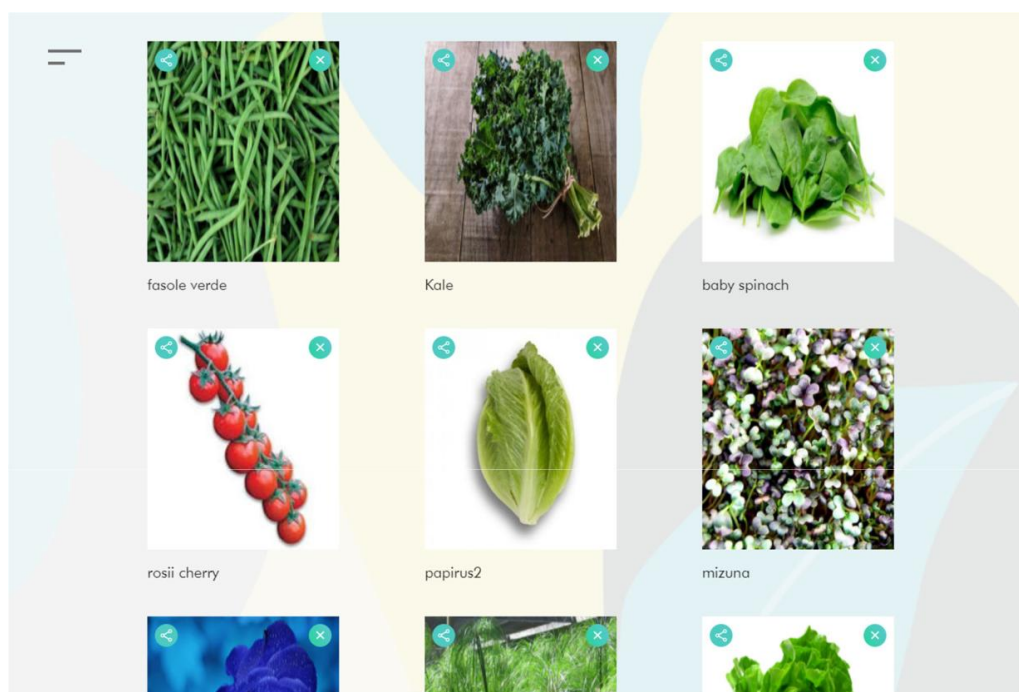 fasole verde
Kale
baby spinach
rosii cherry
papirus2
mizuna